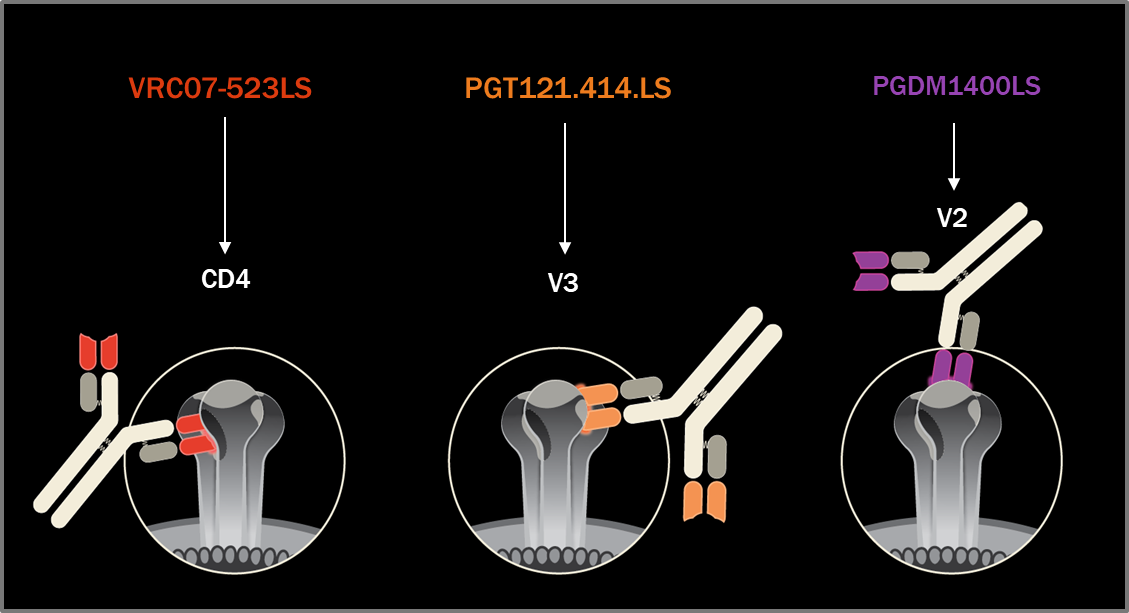 VRC07-523LS
PGT121.414.LS
PGDM1400LS
CD4
V3
V2